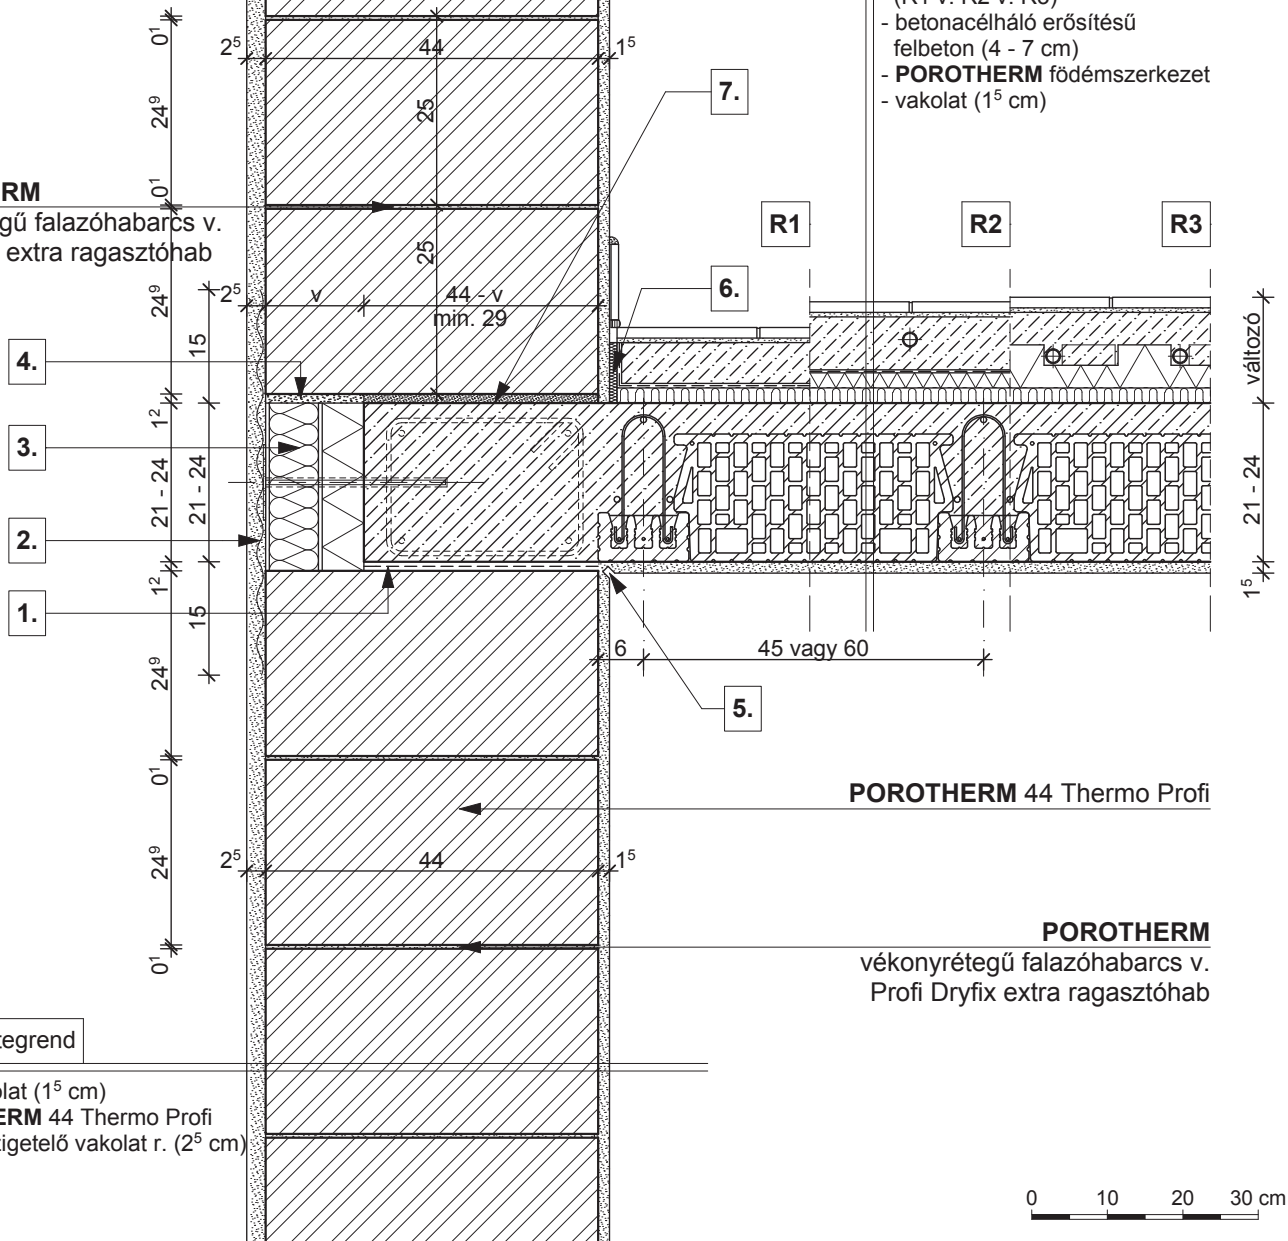 (R1 v. R2 v. R3)
- betonacélháló erősítésű
felbeton (4 - 7 cm)
- POROTHERM födémszerkezet
- vakolat (1⁵ cm)
0¹
2⁵
44
1⁵
7.
24⁹
25
0¹
RM
gű falazóhabarcs v.
extra ragasztóhab
R1
R2
R3
25
24⁹
2⁵
v
44 - v
min. 29
6.
15
változó
4.
1²
3.
21 - 24
21 - 24
21 - 24
2.
1²
1⁵
1.
15
6
45 vagy 60
24⁹
5.
0¹
POROTHERM 44 Thermo Profi
24⁹
2⁵
44
1⁵
POROTHERM
vékonyrétegű falazóhabarcs v.
Profi Dryfix extra ragasztóhab
0¹
tegrend
olat (1⁵ cm)
ERM 44 Thermo Profi
zigetelő vakolat r. (2⁵ cm)
0 10 20 30 cm